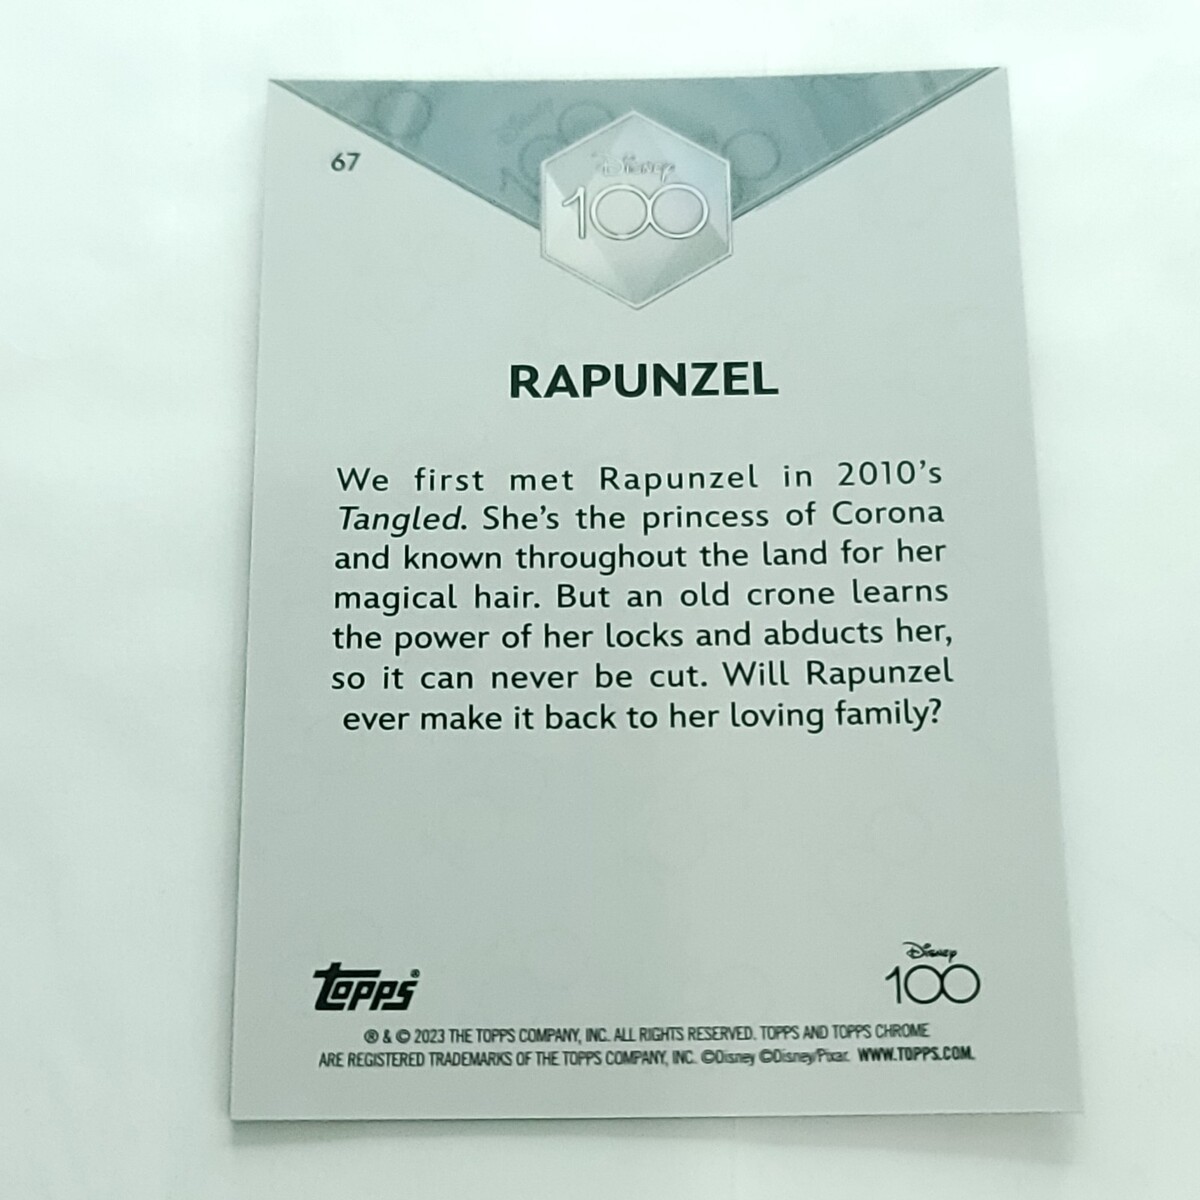 67
Disney
100
RAPUNZEL
We first met Rapunzel in 2010's
Tangled. She's the princess of Corona
and known throughout the land for her
magical hair. But an old crone learns
the power of her locks and abducts her,
so it can never be cut. Will Rapunzel
ever make it back to her loving family?
topps®
Disney
100
® & © 2023 THE TOPPS COMPANY, INC. ALL RIGHTS RESERVED. TOPPS AND TOPPS CHROME
ARE REGISTERED TRADEMARKS OF THE TOPPS COMPANY, INC. ©Disney ©Disney/Pixar. WWW.TOPPS.COM.